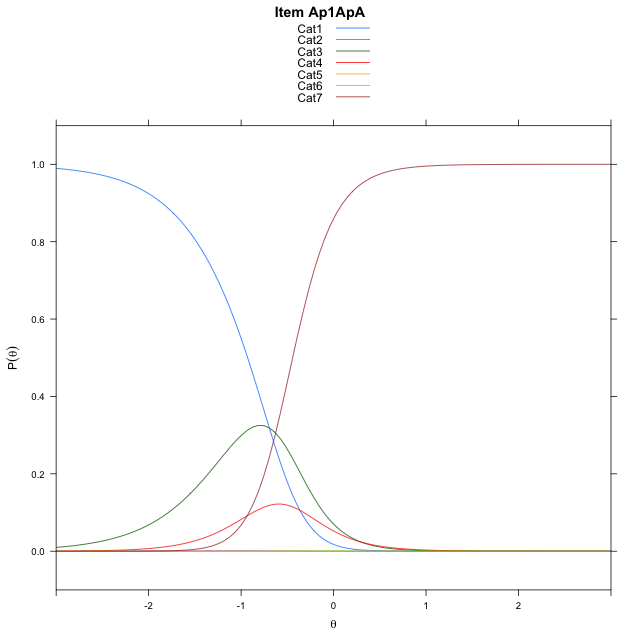 Item Ap1ApA
Cat1
Cat2
Cat3
Cat4
Cat5
Cat6
Cat7
1.0
0.8
0.6
0.4
0.2
0.0
P(θ)
-2
-1
0
1
2
θ